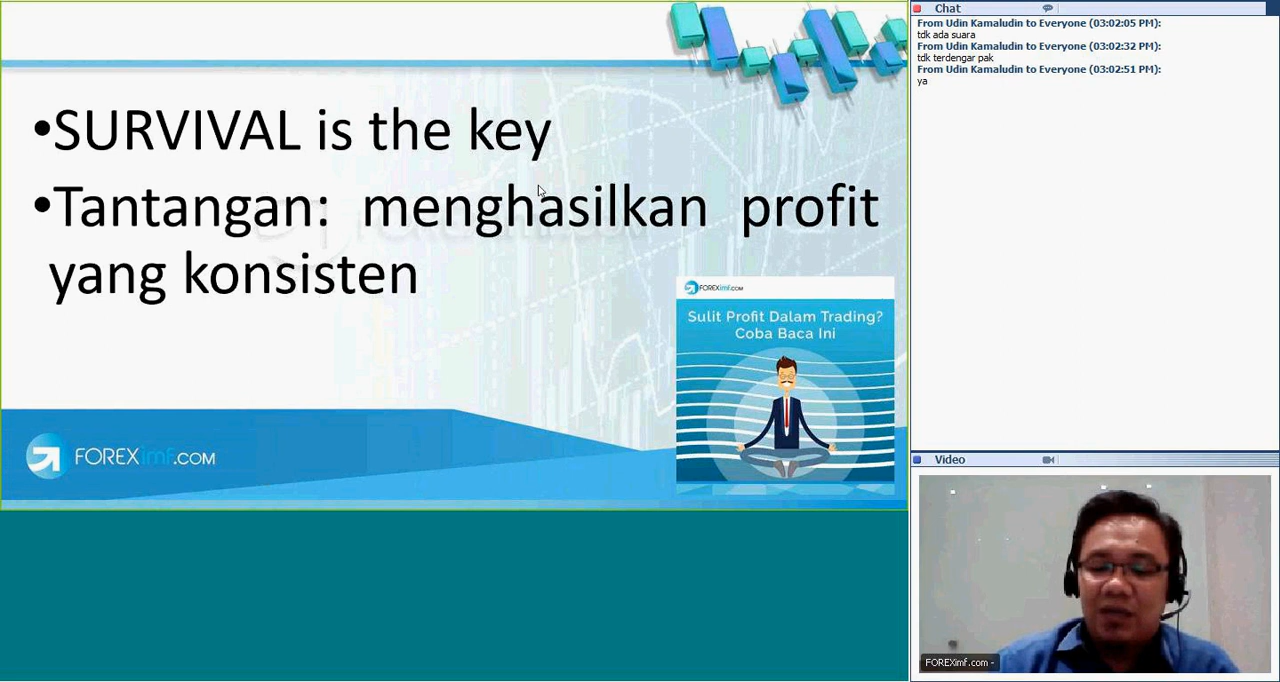 •SURVIVAL is the key
•Tantangan: menghasilkan profit
yang konsisten
FOREXimf.COM
Sulit Profit Dalam Trading?
Coba Baca Ini
FOREXimf.COM
Chat
From Udin Kamaludin to Everyone (03:02:05 PM):
tdk ada suara
From Udin Kamaludin to Everyone (03:02:32 PM):
tdk terdengar pak
From Udin Kamaludin to Everyone (03:02:51 PM):
ya
Video
FOREXimf.com -